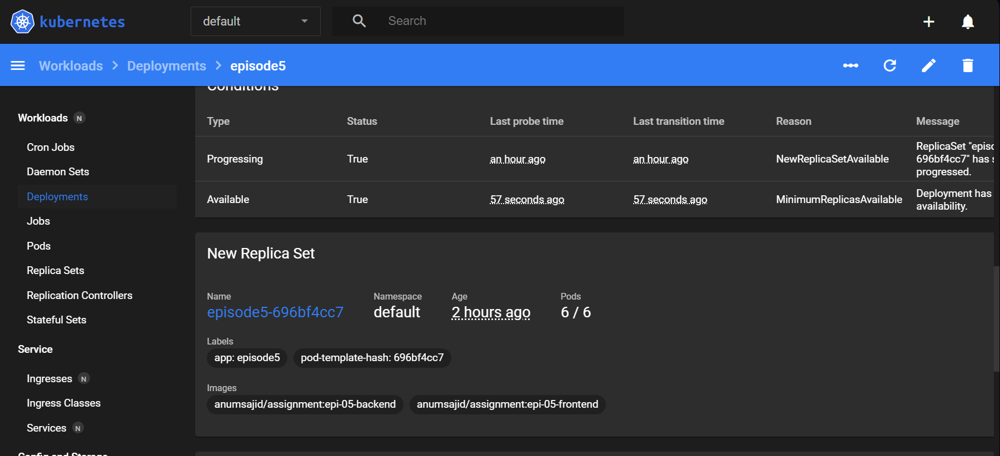 kubernetes
default
Search
Workloads > Deployments > episode5
Workloads N
Cron Jobs
Daemon Sets
Deployments
Jobs
Pods
Replica Sets
Replication Controllers
Stateful Sets
Service
Ingresses N
Ingress Classes
Services N
Config and Storage
Conditions
Type Status Last probe time Last transition time Reason Message
Progressing True an hour ago an hour ago NewReplicaSetAvailable
ReplicaSet "episo
696bf4cc7" has s
progressed.
Available True 57 seconds ago 57 seconds ago MinimumReplicasAvailable
Deployment has
availability.
New Replica Set
Name Namespace Age Pods
episode5-696bf4cc7 default 2 hours ago 6 / 6
Labels
app: episode5 pod-template-hash: 696bf4cc7
Images
anumsajid/assignment:epi-05-backend anumsajid/assignment:epi-05-frontend